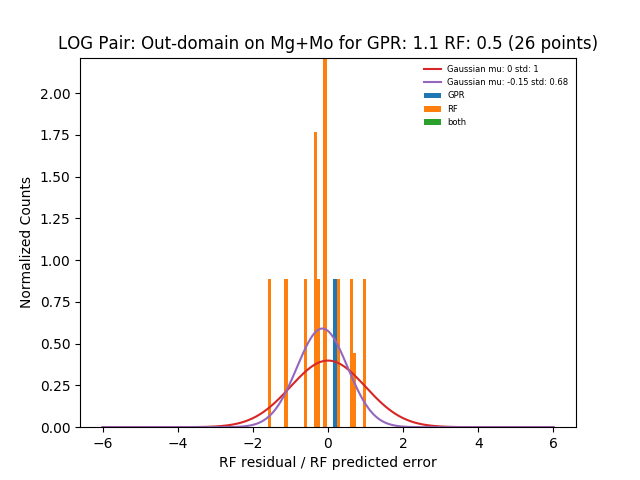 LOG Pair: Out-domain on Mg+Mo for GPR: 1.1 RF: 0.5 (26 points)
Gaussian mu: 0 std: 1
Gaussian mu: -0.15 std: 0.68
GPR
RF
both
Normalized Counts
2.00
1.75
1.50
1.25
1.00
0.75
0.50
0.25
0.00
−6
−4
−2
0
2
4
6
RF residual / RF predicted error